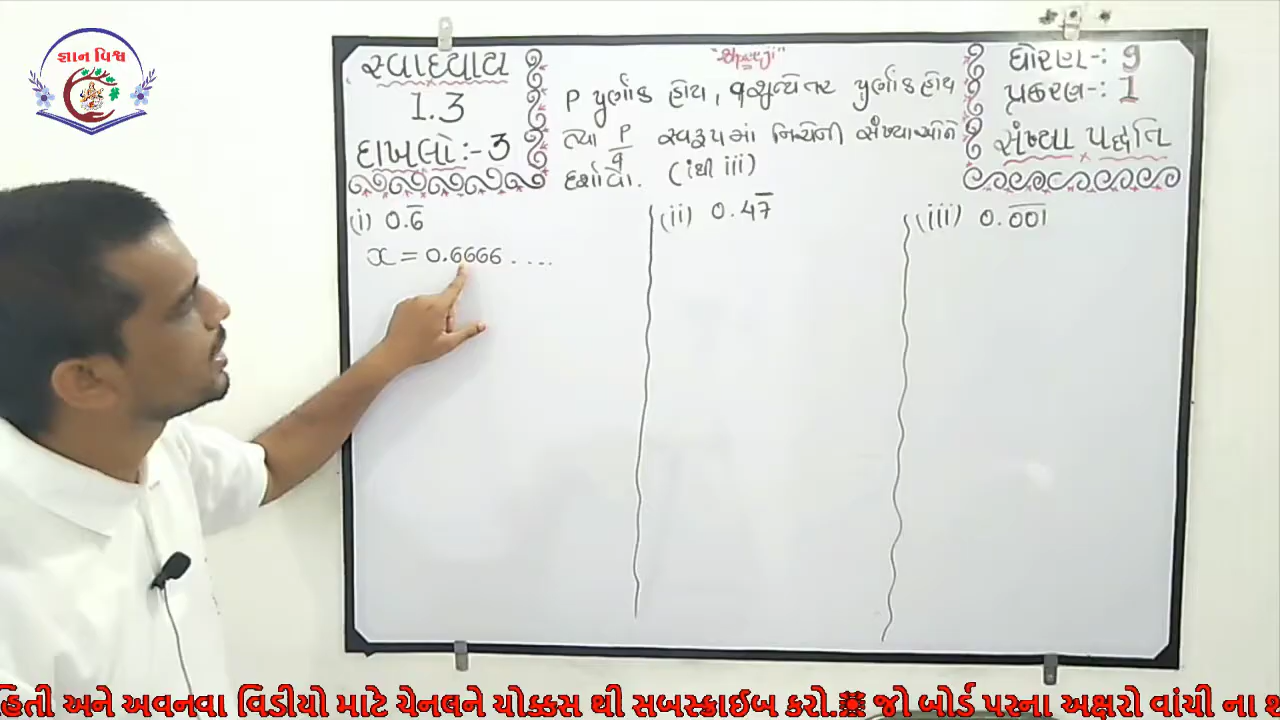 જ્ઞાન વિશ્વ
સ્વાધ્યાય
1.3
દાખલો:-3
P પુર્ણાંક હોય, q શૂન્યેતર પુર્ણાંક હોય
ત્યા P/q સ્વરૂપમાં નિચેની સંખ્યાઓને
દર્શાવો. (iથી iii)
ધોરણ-: 9
પ્રકરણ-: 1
સંખ્યા પદ્ધતિ
(i) 0.6̅
x = 0.6666 ....
(ii) 0.47̅
(iii) 0.0̅0̅1̅
હિતી અને અવનવા વિડીયો માટે ચેનલને ચોક્કસ થી સબસ્ક્રાઈબ કરો. જો બોર્ડ પરના અક્ષરો વાંચી ના શ